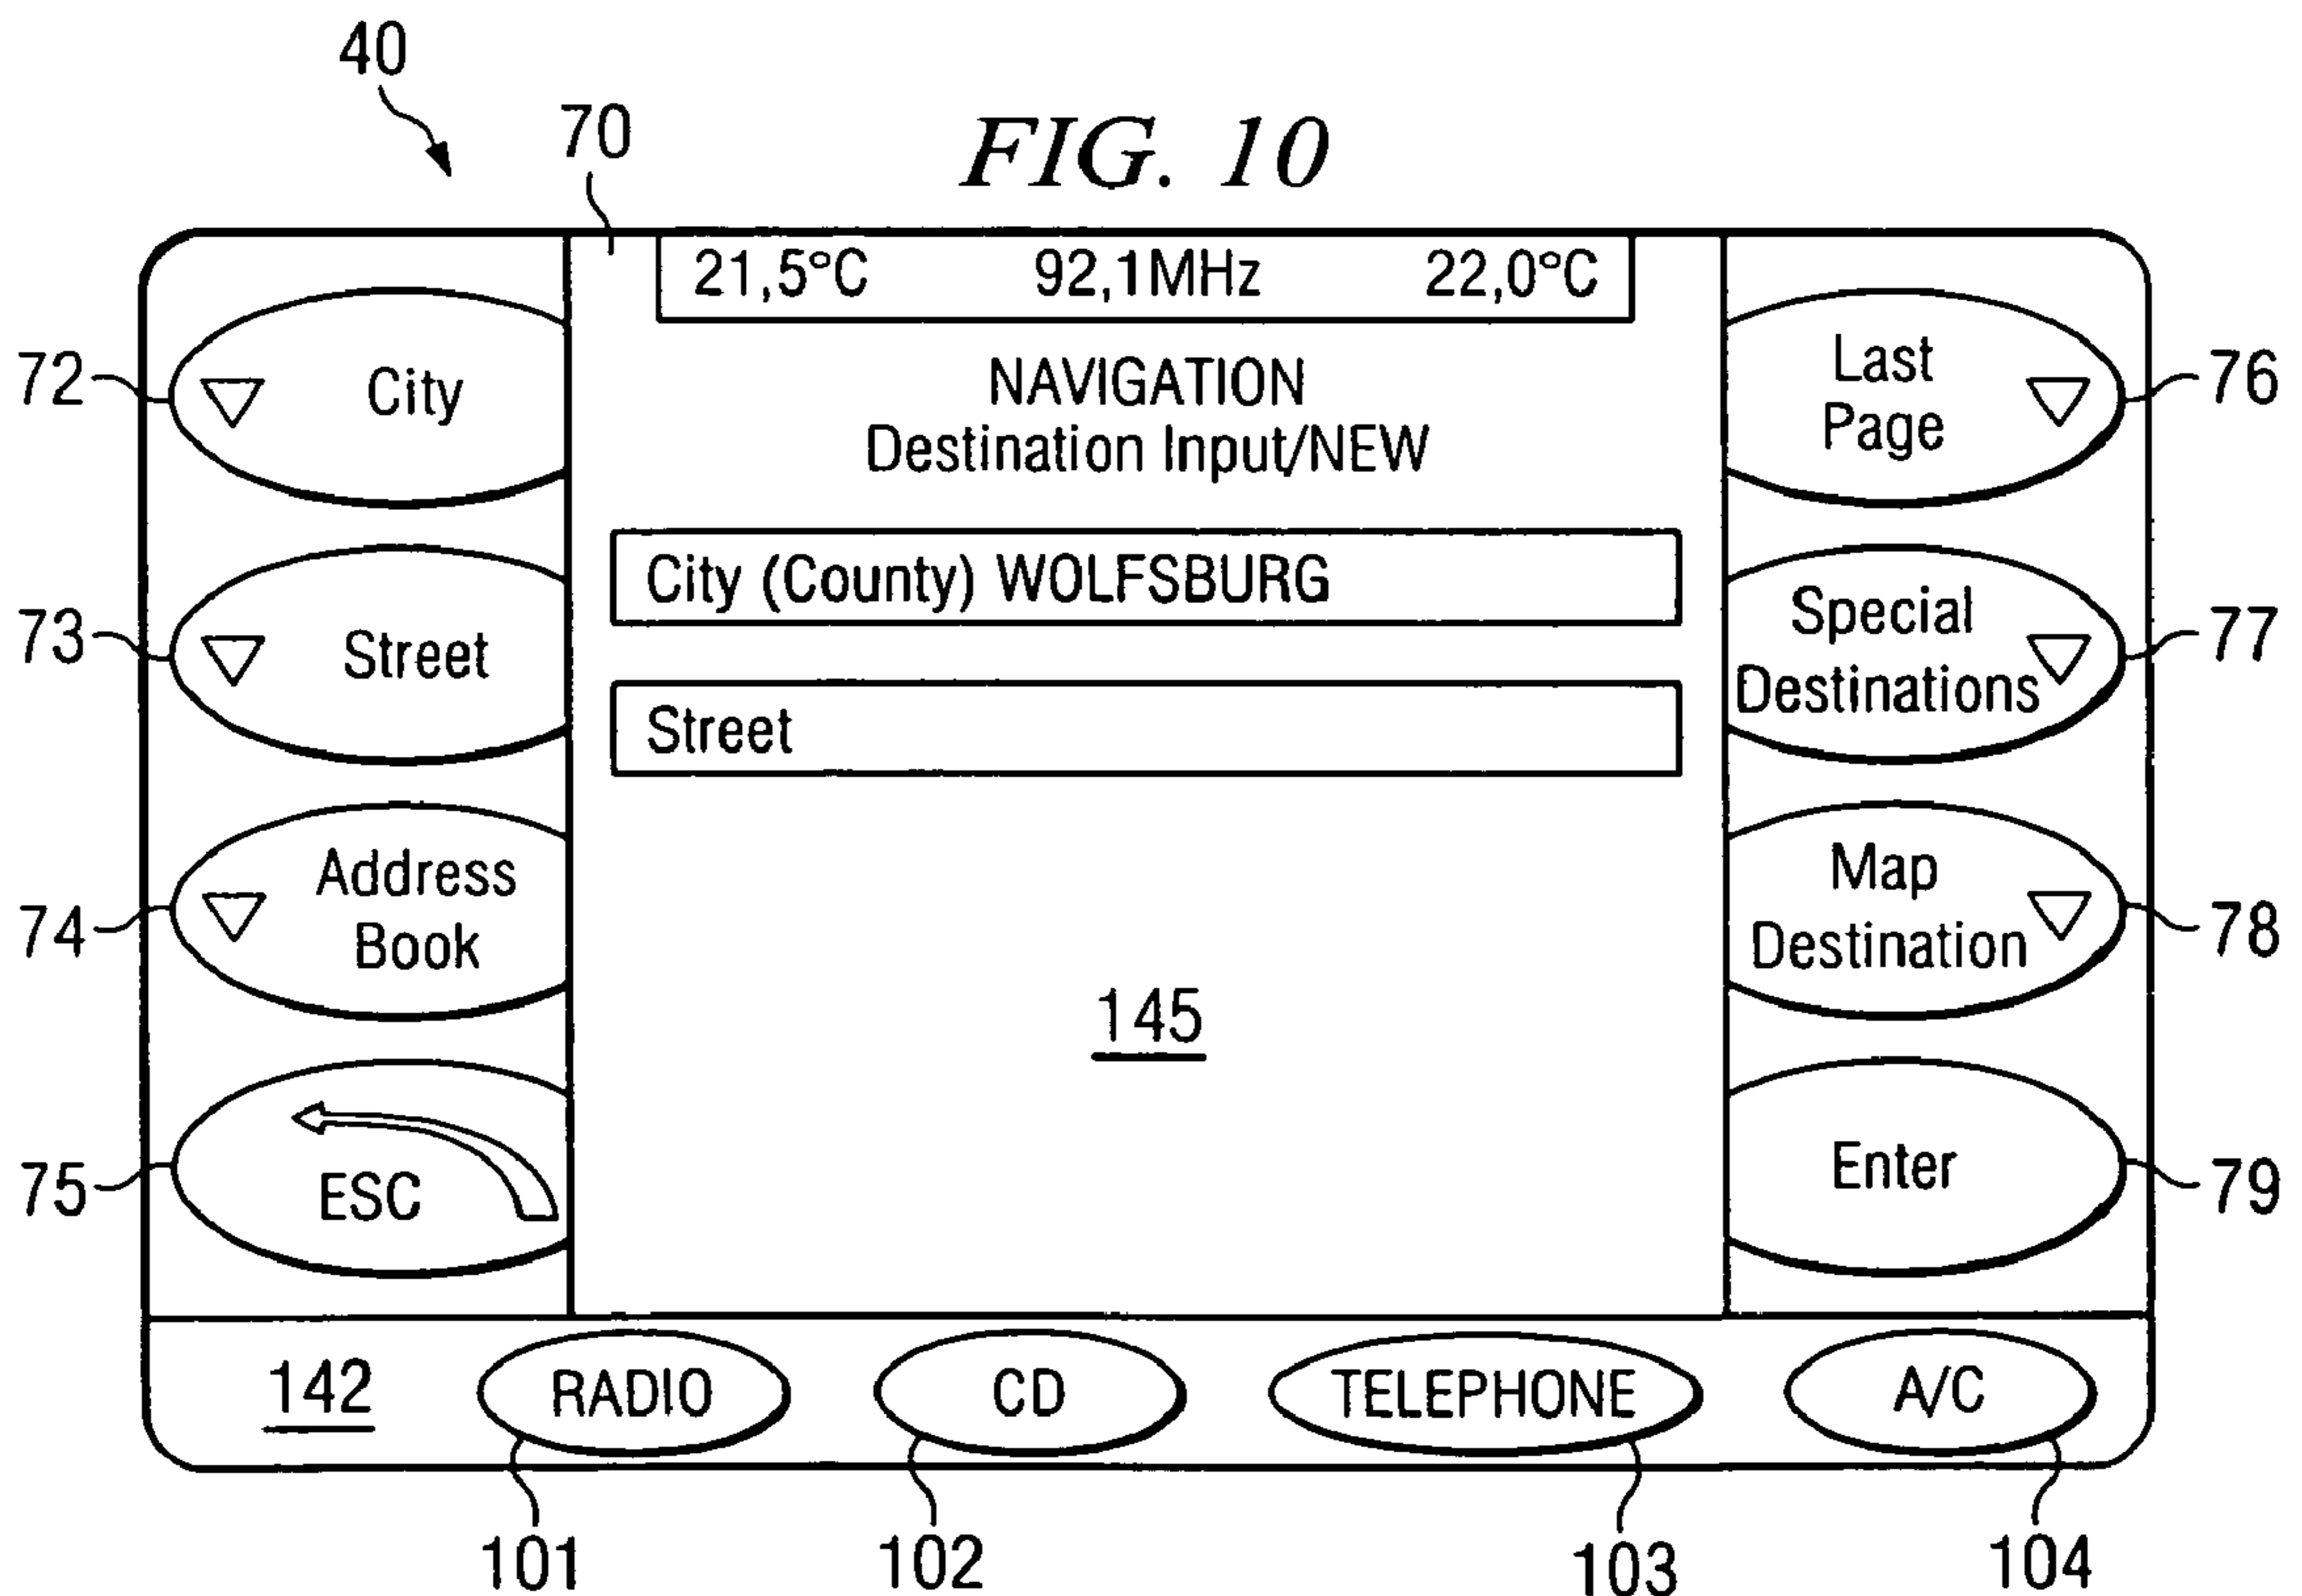 40
70
FIG. 10
21,5°C 92,1MHz 22,0°C
72
City
NAVIGATION
Destination Input/NEW
Last
Page
76
City (County) WOLFSBURG
73
Street
Street
Special
Destinations
77
74
Address
Book
145
Map
Destination
78
75
ESC
Enter
79
142
RADIO
CD
TELEPHONE
A/C
101
102
103
104